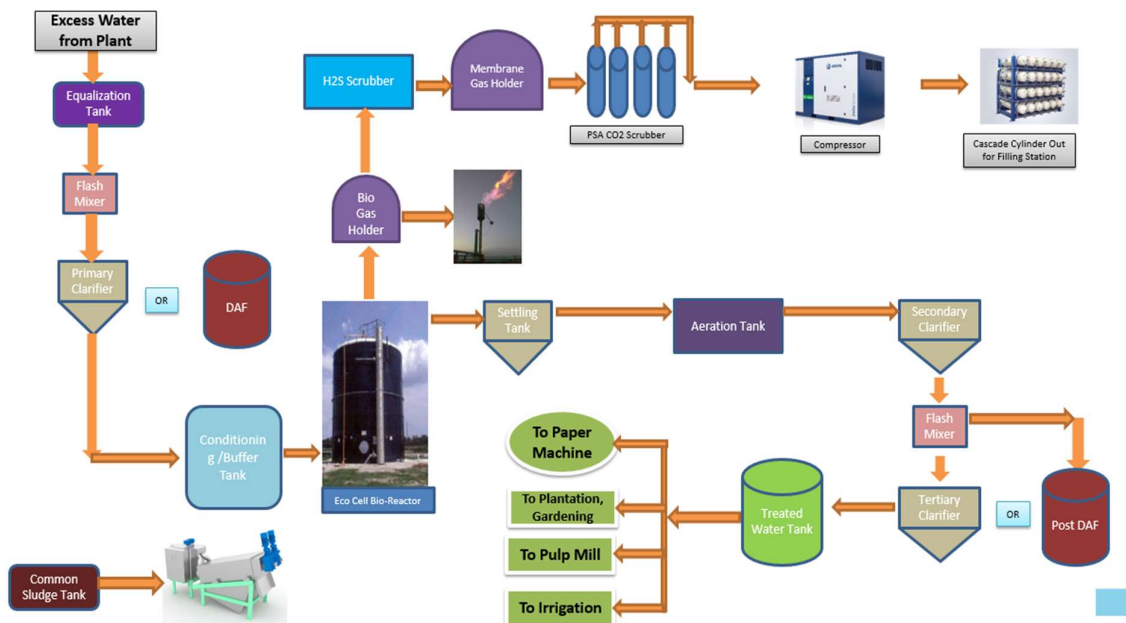 Excess Water
from Plant
Equalization
Tank
Flash
Mixer
Primary
Clarifier
OR
DAF
Conditionin
g /Buffer
Tank
Common
Sludge Tank
H2S Scrubber
Membrane
Gas Holder
PSA CO2 Scrubber
Compressor
Cascade Cylinder Out
for Filling Station
Bio
Gas
Holder
Eco Cell Bio-Reactor
Settling
Tank
Aeration Tank
Secondary
Clarifier
Flash
Mixer
Tertiary
Clarifier
OR
Post DAF
Treated
Water Tank
To Paper
Machine
To Plantation,
Gardening
To Pulp Mill
To Irrigation